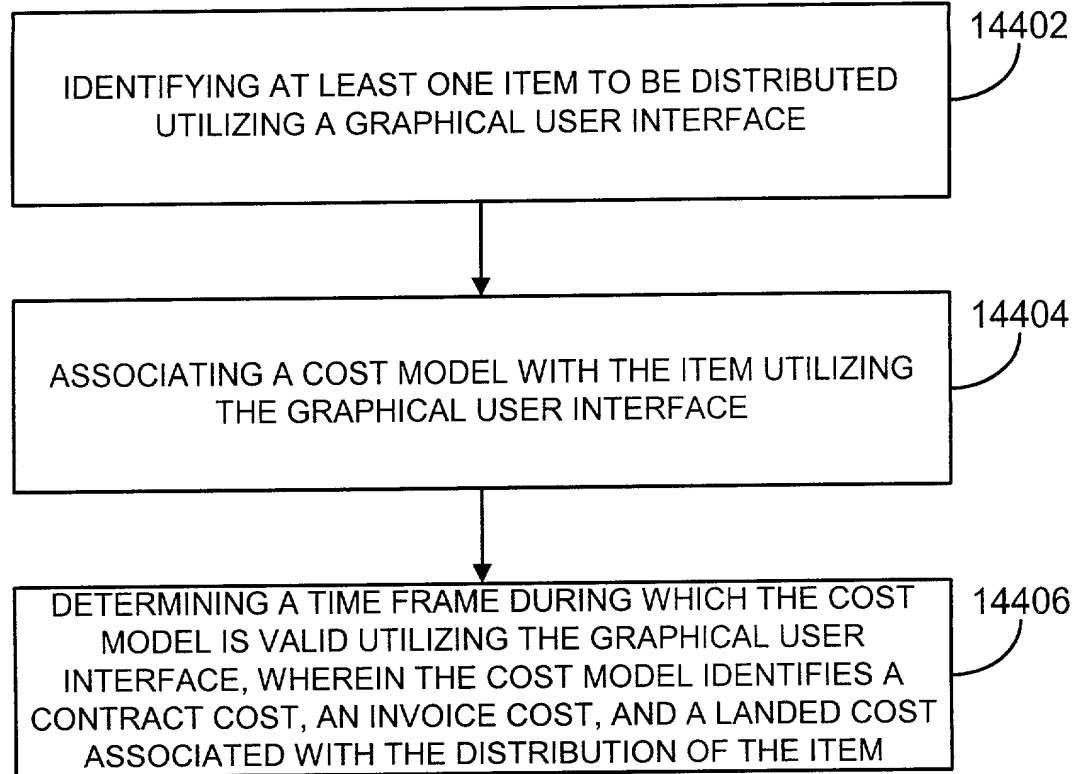 14402
IDENTIFYING AT LEAST ONE ITEM TO BE DISTRIBUTED
UTILIZING A GRAPHICAL USER INTERFACE
14404
ASSOCIATING A COST MODEL WITH THE ITEM UTILIZING
THE GRAPHICAL USER INTERFACE
14406
DETERMINING A TIME FRAME DURING WHICH THE COST
MODEL IS VALID UTILIZING THE GRAPHICAL USER
INTERFACE, WHEREIN THE COST MODEL IDENTIFIES A
CONTRACT COST, AN INVOICE COST, AND A LANDED COST
ASSOCIATED WITH THE DISTRIBUTION OF THE ITEM